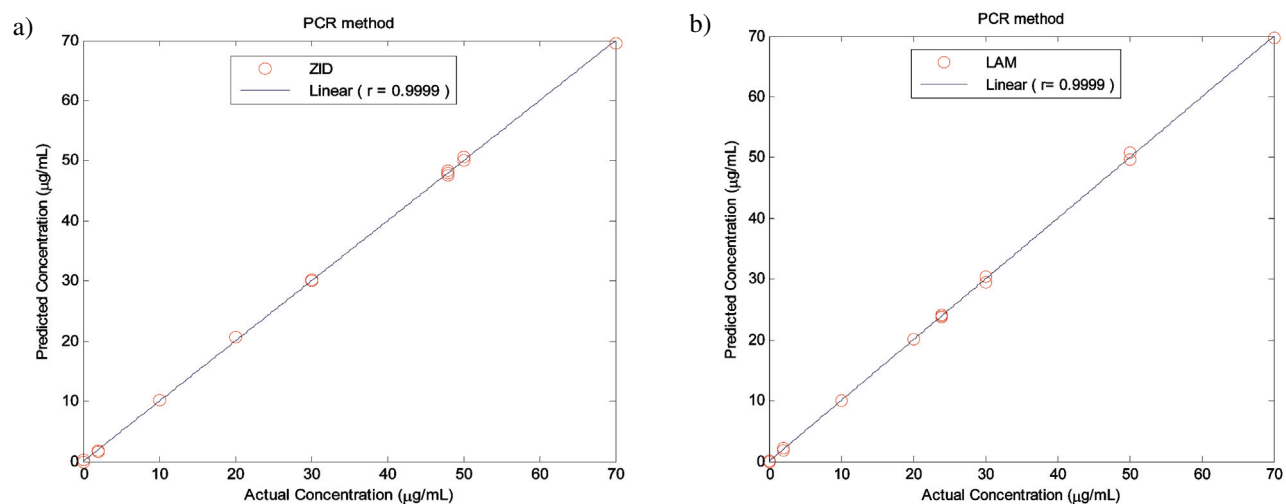 a)
PCR method
70
60
50
40
30
20
10
0
Predicted Concentration (μg/mL)
ZID
Linear ( r = 0.9999 )
0 10 20 30 40 50 60 70
Actual Concentration (μg/mL)
b)
PCR method
70
60
50
40
30
20
10
0
Predicted Concentration (μg/mL)
LAM
Linear ( r= 0.9999 )
0 10 20 30 40 50 60 70
Actual Concentration (μg/mL)